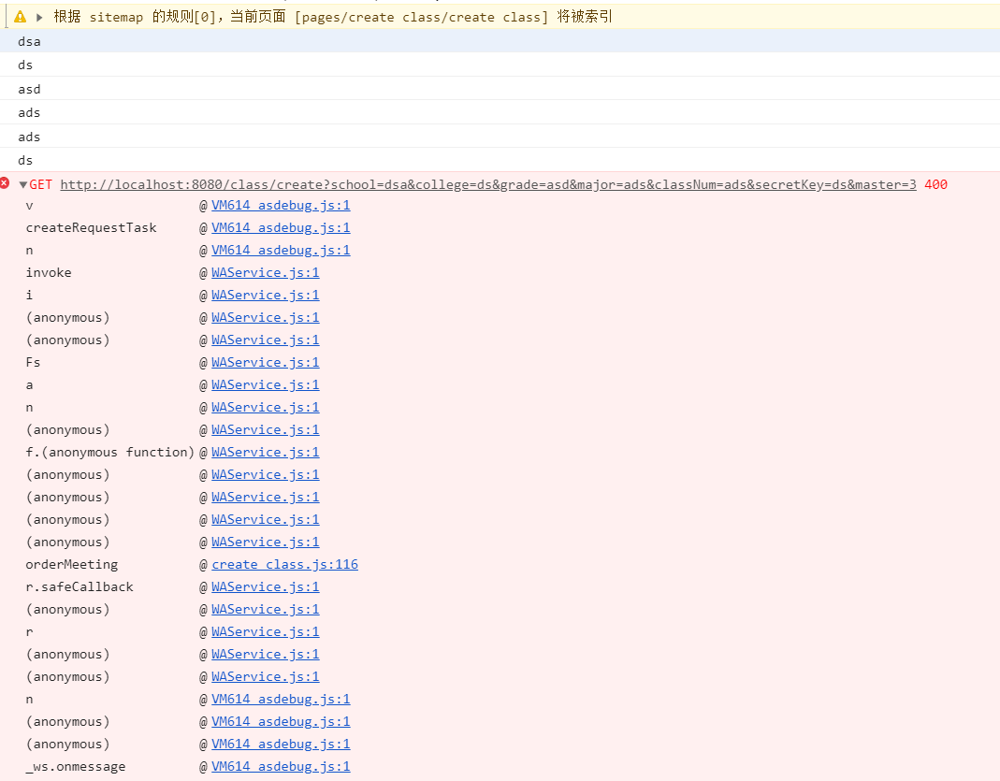 根据 sitemap 的规则[0]，当前页面 [pages/create class/create class] 将被索引
dsa
ds
asd
ads
ads
ds
GET http://localhost:8080/class/create?school=dsa&college=ds&grade=asd&major=ads&classNum=ads&secretKey=ds&master=3 400
v @ VM614 asdebug.js:1
createRequestTask @ VM614 asdebug.js:1
n @ VM614 asdebug.js:1
invoke @ WAService.js:1
i @ WAService.js:1
(anonymous) @ WAService.js:1
(anonymous) @ WAService.js:1
Fs @ WAService.js:1
a @ WAService.js:1
n @ WAService.js:1
(anonymous) @ WAService.js:1
f.(anonymous function) @ WAService.js:1
(anonymous) @ WAService.js:1
(anonymous) @ WAService.js:1
(anonymous) @ WAService.js:1
(anonymous) @ WAService.js:1
orderMeeting @ create class.js:116
r.safeCallback @ WAService.js:1
(anonymous) @ WAService.js:1
r @ WAService.js:1
(anonymous) @ WAService.js:1
(anonymous) @ WAService.js:1
n @ VM614 asdebug.js:1
(anonymous) @ VM614 asdebug.js:1
(anonymous) @ VM614 asdebug.js:1
_ws.onmessage @ VM614 asdebug.js:1